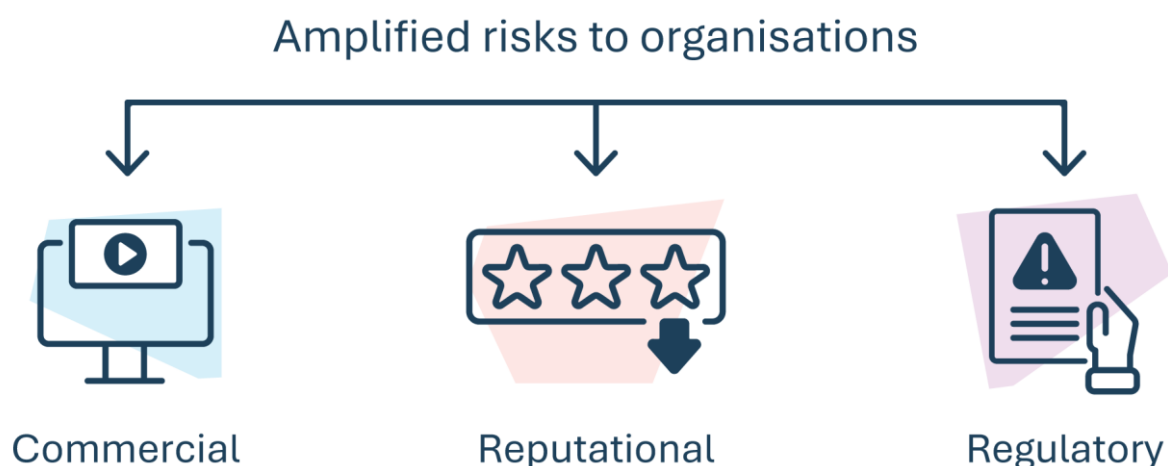 Amplified risks to organisations
Commercial
Reputational
Regulatory